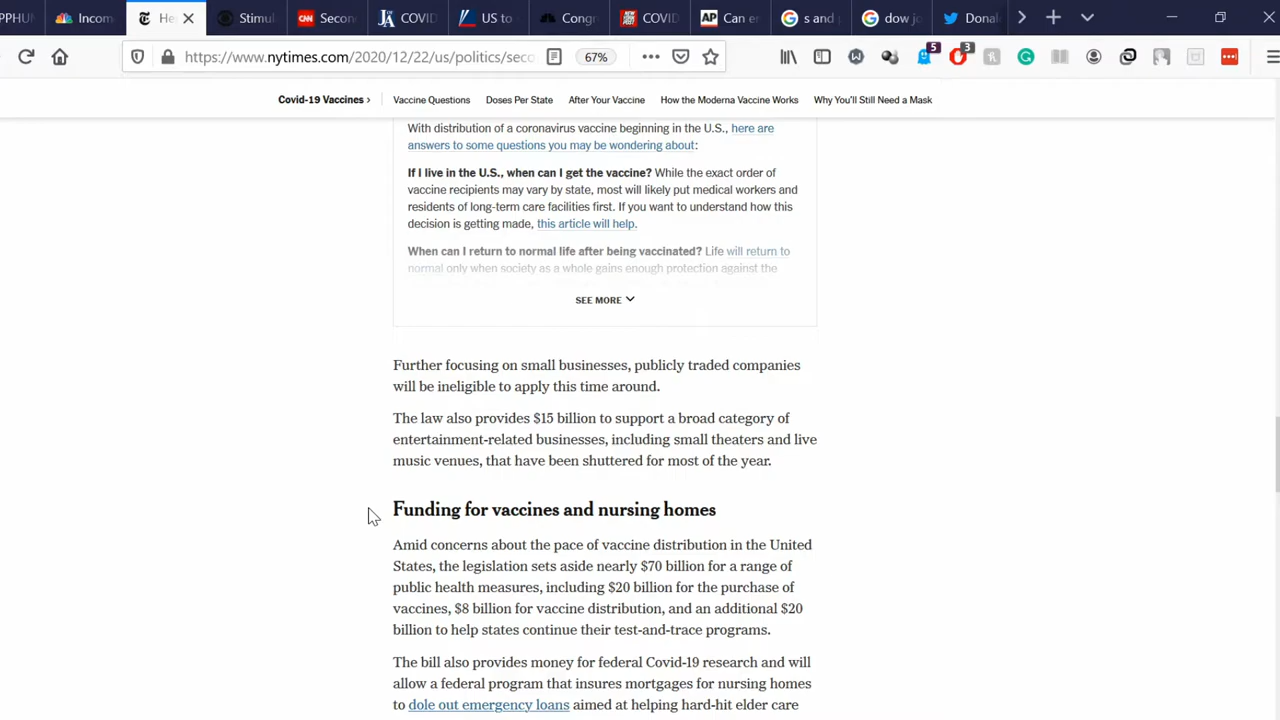 PPHUN
Incom
He
Stimul
CNN Secon
COVID
US to
Congr
COVID
AP Can er
s and
dow jo
Donal
https://www.nytimes.com/2020/12/22/us/politics/seco
67%
5
3
Covid-19 Vaccines ›
Vaccine Questions
Doses Per State
After Your Vaccine
How the Moderna Vaccine Works
Why You'll Still Need a Mask
With distribution of a coronavirus vaccine beginning in the U.S., here are
answers to some questions you may be wondering about:
If I live in the U.S., when can I get the vaccine? While the exact order of
vaccine recipients may vary by state, most will likely put medical workers and
residents of long-term care facilities first. If you want to understand how this
decision is getting made, this article will help.
When can I return to normal life after being vaccinated? Life will return to
normal only when society as a whole gains enough protection against the
SEE MORE
Further focusing on small businesses, publicly traded companies
will be ineligible to apply this time around.
The law also provides $15 billion to support a broad category of
entertainment-related businesses, including small theaters and live
music venues, that have been shuttered for most of the year.
Funding for vaccines and nursing homes
Amid concerns about the pace of vaccine distribution in the United
States, the legislation sets aside nearly $70 billion for a range of
public health measures, including $20 billion for the purchase of
vaccines, $8 billion for vaccine distribution, and an additional $20
billion to help states continue their test-and-trace programs.
The bill also provides money for federal Covid-19 research and will
allow a federal program that insures mortgages for nursing homes
to dole out emergency loans aimed at helping hard-hit elder care